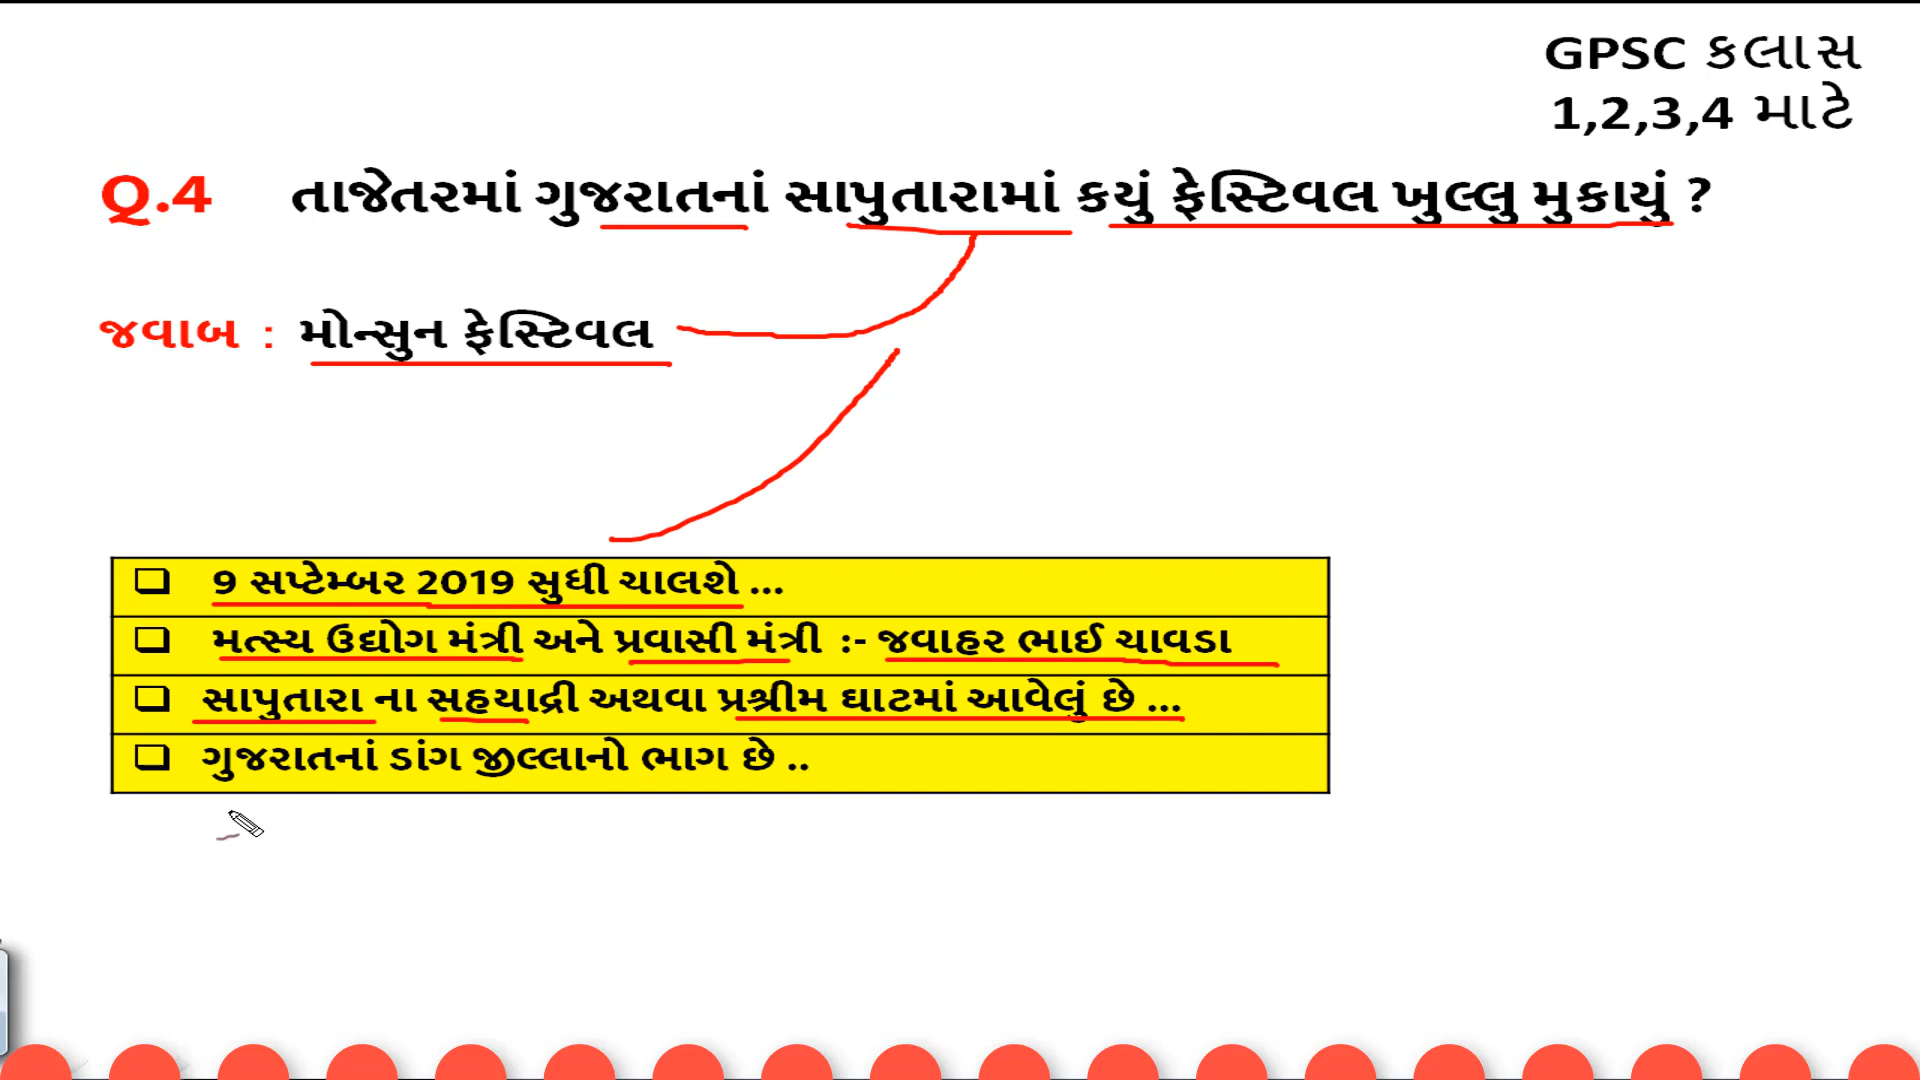 GPSC કલાસ
1,2,3,4 માટે
Q.4 તાજેતરમાં ગુજરાતનાં સાપુતારામાં કયું ફેસ્ટિવલ ખુલ્લુ મુકાયું ?
જવાબ : મોન્સુન ફેસ્ટિવલ
9 સપ્ટેમ્બર 2019 સુધી ચાલશે ...
મત્સ્ય ઉદ્યોગ મંત્રી અને પ્રવાસી મંત્રી :- જવાહર ભાઈ ચાવડા
સાપુતારા ના સહયાદ્રી અથવા પ્રશ્રીમ ઘાટમાં આવેલું છે ...
ગુજરાતનાં ડાંગ જીલ્લાનો ભાગ છે ..